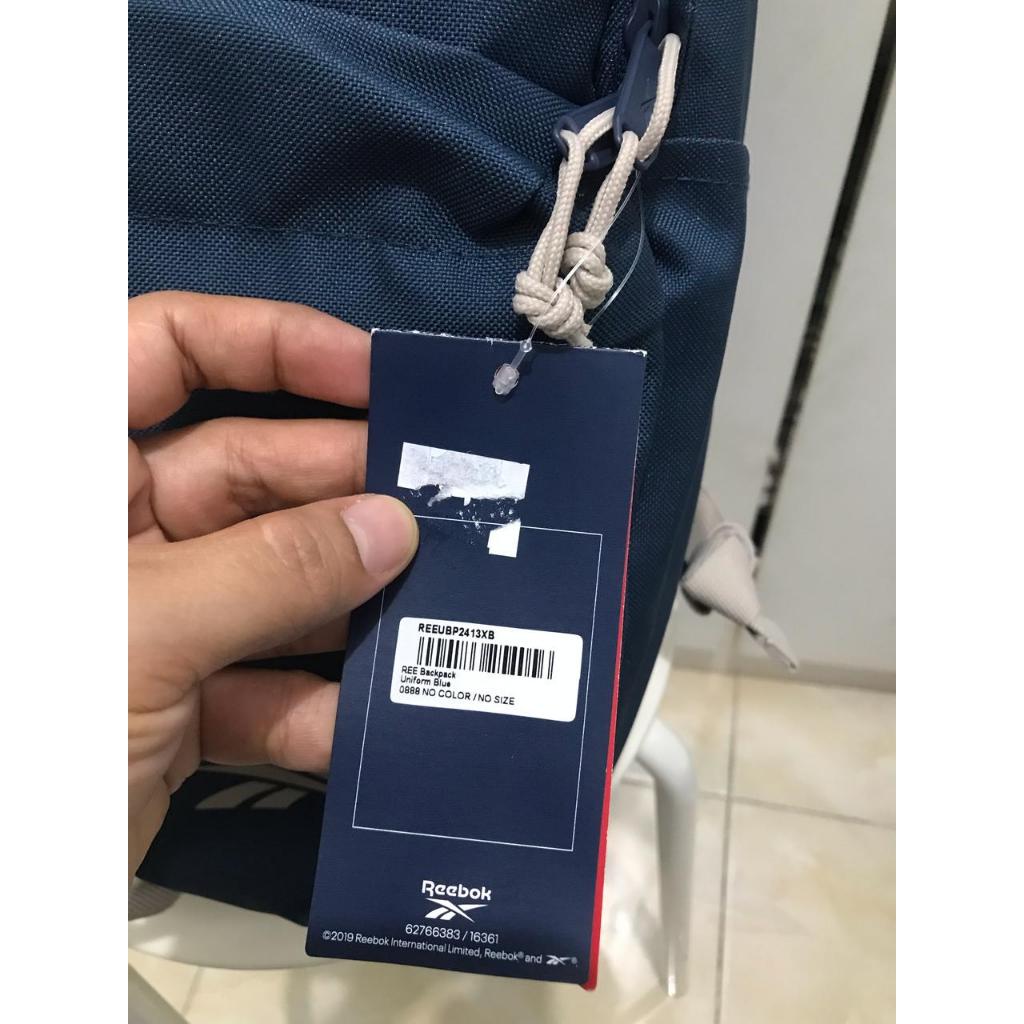 REEUBP2413XB
REE Backpack
Uniform Blue
0888 NO COLOR / NO SIZE
Reebok
62766383 / 16361
©2019 Reebok International Limited, Reebok® and ®